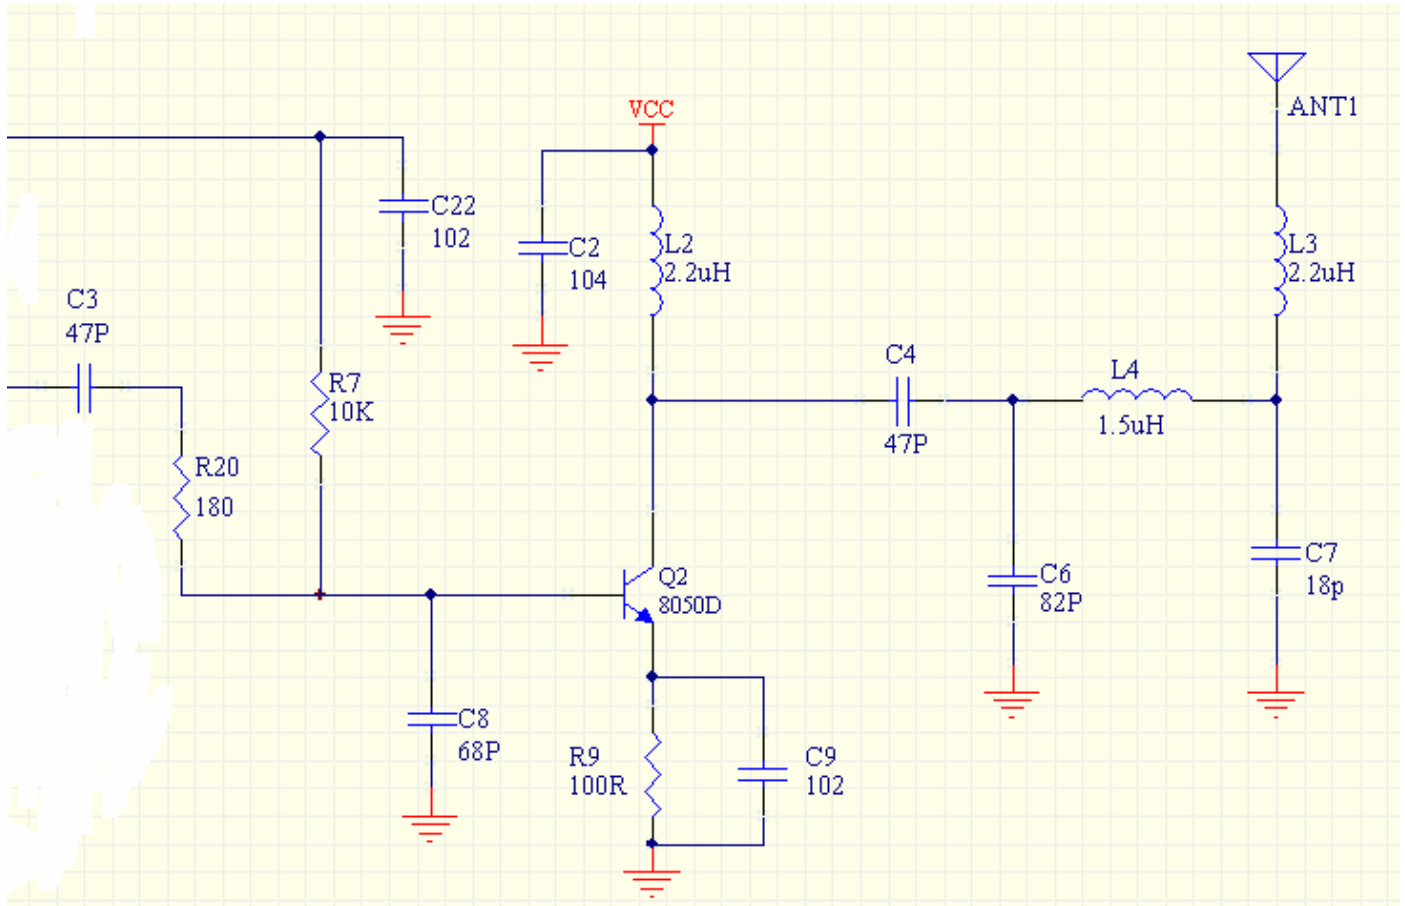 ANT1
VCC
C22
102
C2
104
L2
2.2uH
L3
2.2uH
C3
47P
R7
10K
C4
47P
L4
1.5uH
R20
180
Q2
8050D
C6
82P
C7
18p
C8
68P
R9
100R
C9
102